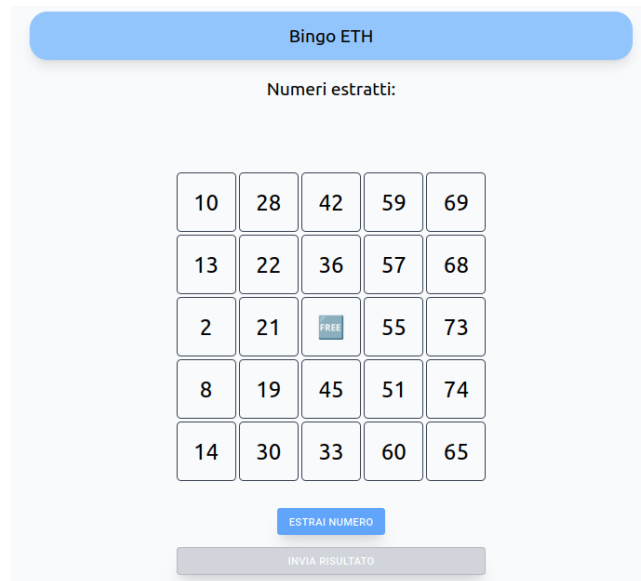 Bingo ETH
Numeri estratti:
10 28 42 59 69
13 22 36 57 68
2 21 FREE 55 73
8 19 45 51 74
14 30 33 60 65
ESTRAI NUMERO
INVIA RISULTATO